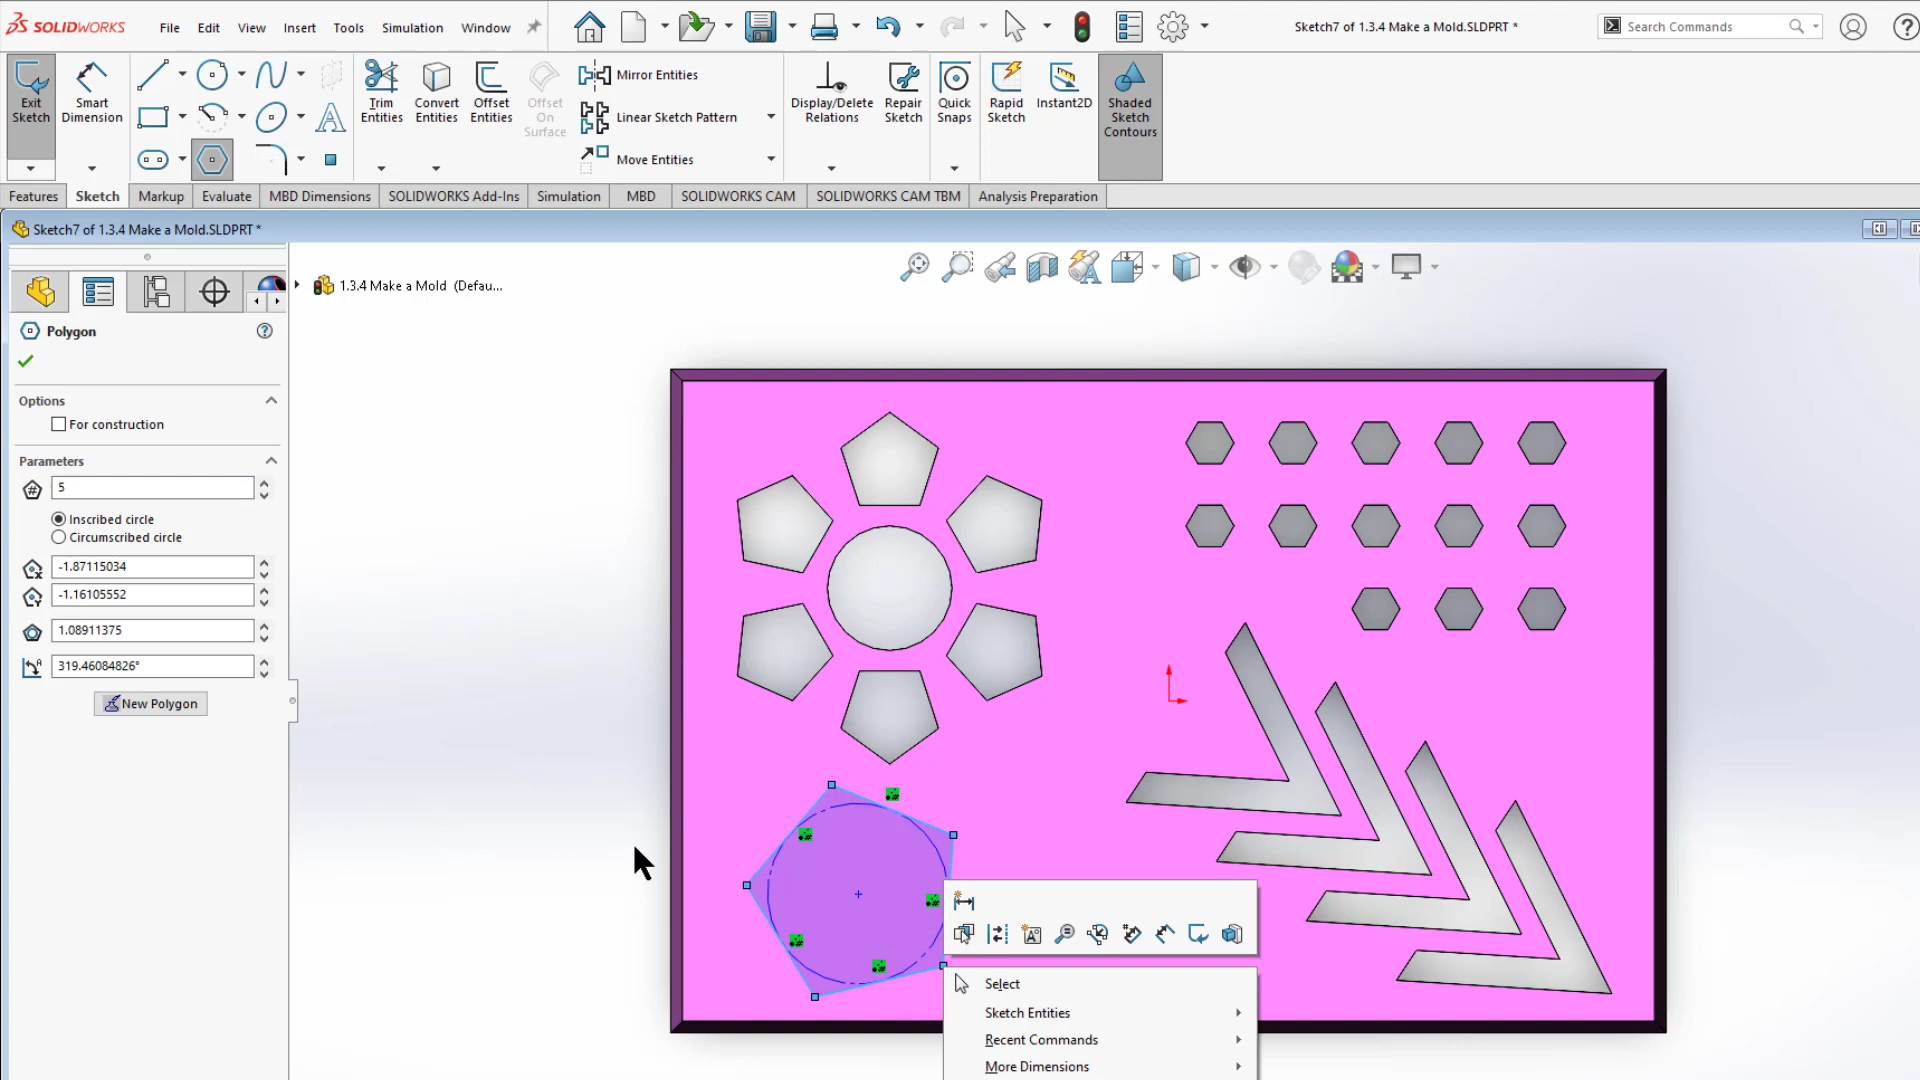 SOLIDWORKS File Edit View Insert Tools Simulation Window Sketch7 of 1.3.4 Make a Mold.SLDPRT * Search Commands
Exit Sketch
Smart Dimension
Trim Entities
Convert Entities
Offset Entities
Offset On Surface
Mirror Entities
Linear Sketch Pattern
Move Entities
Display/Delete Relations
Repair Sketch
Quick Snaps
Rapid Sketch
Instant2D
Shaded Sketch Contours
Features Sketch Markup Evaluate MBD Dimensions SOLIDWORKS Add-Ins Simulation MBD SOLIDWORKS CAM SOLIDWORKS CAM TBM Analysis Preparation
Sketch7 of 1.3.4 Make a Mold.SLDPRT *
1.3.4 Make a Mold (Defau...
Polygon
Options
For construction
Parameters
5
Inscribed circle
Circumscribed circle
-1.87115034
-1.16105552
1.08911375
319.46084826°
New Polygon
Select
Sketch Entities
Recent Commands
More Dimensions